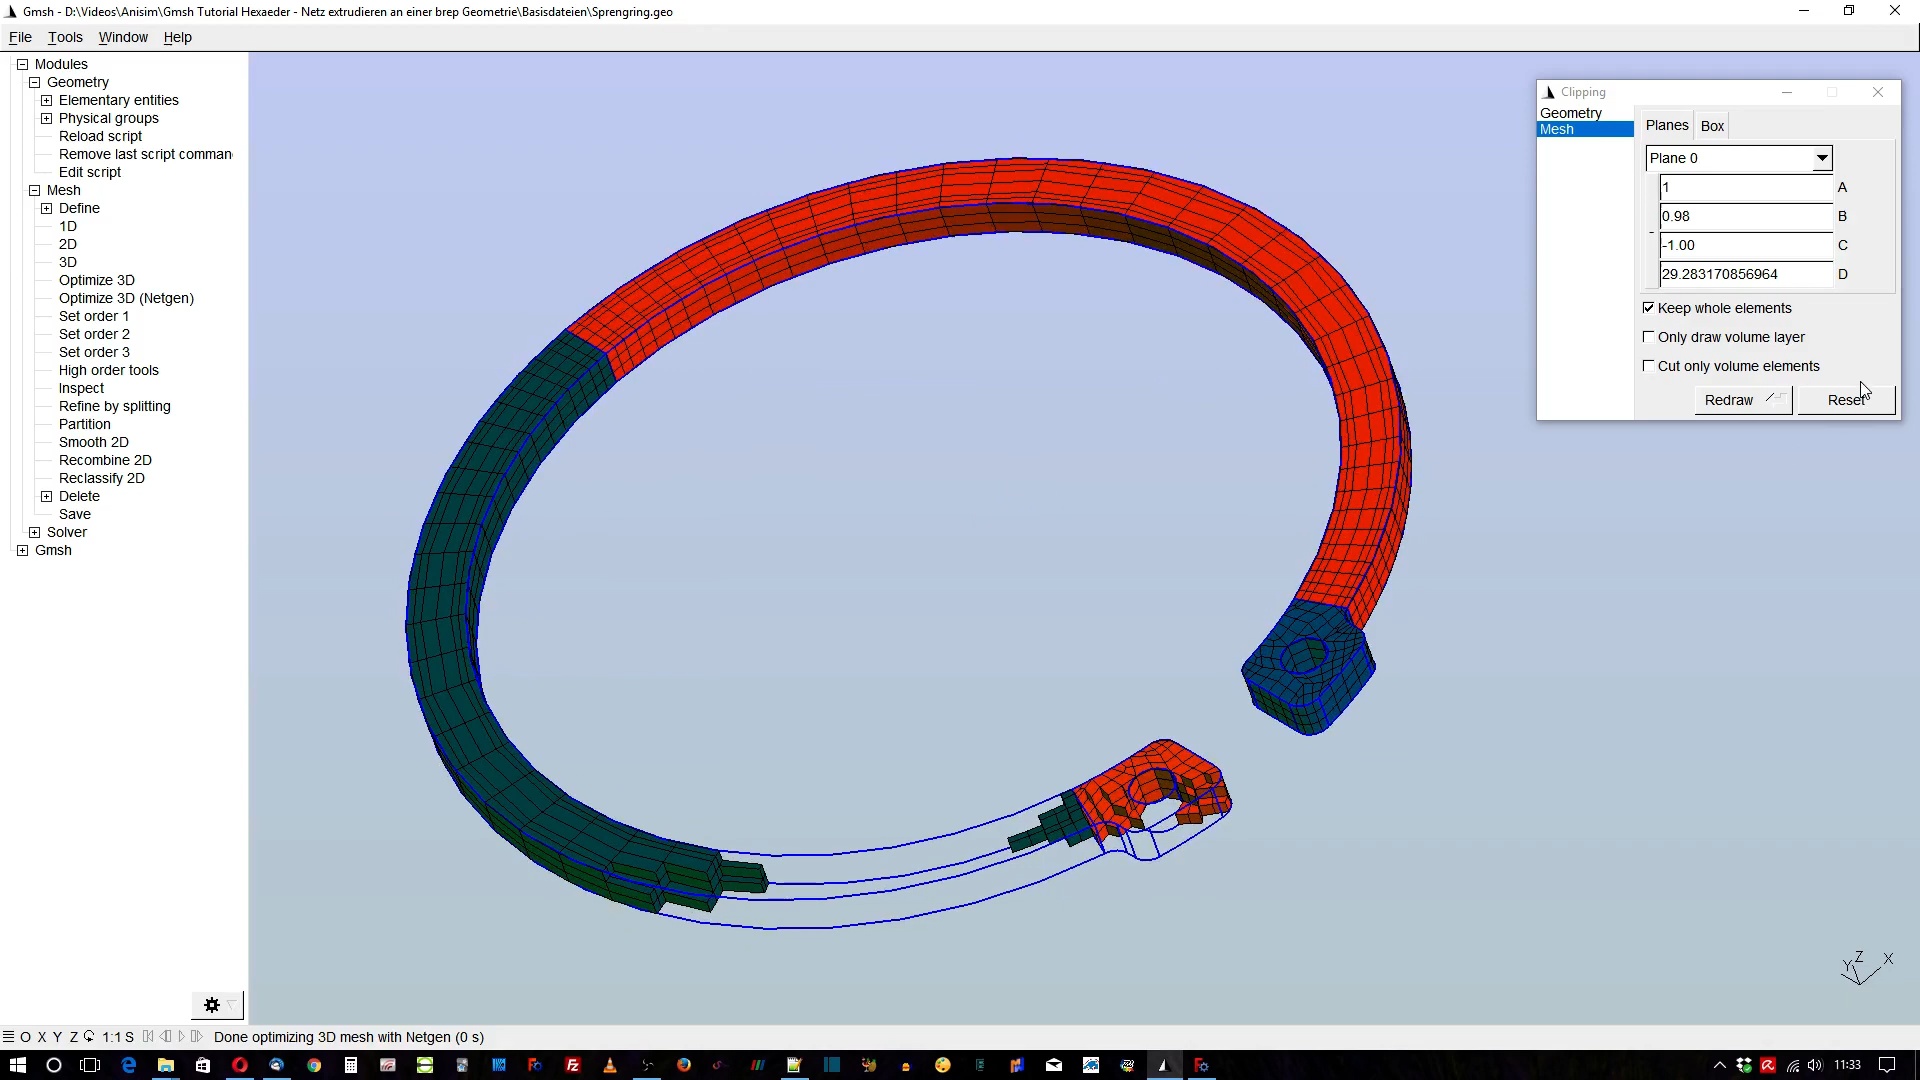 Gmsh - D:\Videos\Anisim\Gmsh Tutorial Hexaeder - Netz extrudieren an einer brep Geometrie\Basisdateien\Sprengring.geo
File Tools Window Help
Modules
Geometry
Elementary entities
Physical groups
Reload script
Remove last script comman
Edit script
Mesh
Define
1D
2D
3D
Optimize 3D
Optimize 3D (Netgen)
Set order 1
Set order 2
Set order 3
High order tools
Inspect
Refine by splitting
Partition
Smooth 2D
Recombine 2D
Reclassify 2D
Delete
Save
Solver
Gmsh
Clipping
Geometry
Mesh
Planes Box
Plane 0
1 A
0.98 B
-1.00 C
29.283170856964 D
Keep whole elements
Only draw volume layer
Cut only volume elements
Redraw Reset
Y Z X
O X Y Z 1:1 S Done optimizing 3D mesh with Netgen (0 s)
11:33